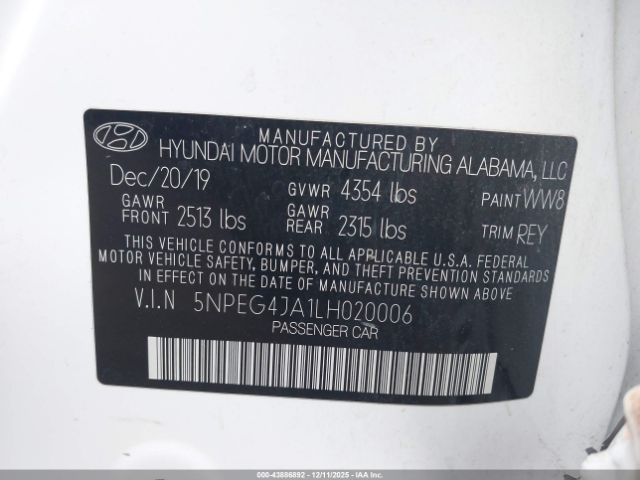 MANUFACTURED BY
HYUNDAI MOTOR MANUFACTURING ALABAMA, LLC
Dec/20/19 GVWR 4354 lbs PAINT WW8
GAWR FRONT 2513 lbs GAWR REAR 2315 lbs TRIM REY
THIS VEHICLE CONFORMS TO ALL APPLICABLE U.S.A. FEDERAL
MOTOR VEHICLE SAFETY, BUMPER, AND THEFT PREVENTION STANDARDS
IN EFFECT ON THE DATE OF MANUFACTURE SHOWN ABOVE.
V.I.N 5NPEG4JA1LH020006
PASSENGER CAR
000-43886892 - 12/11/2025 - COPART PUBLIC